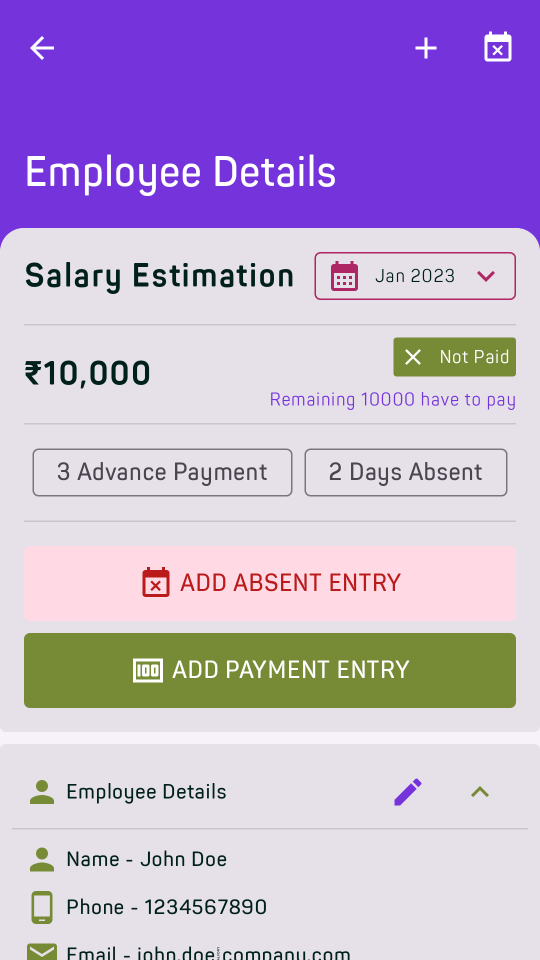 Employee Details
Salary Estimation
Jan 2023
₹10,000
Not Paid
Remaining 10000 have to pay
3 Advance Payment
2 Days Absent
ADD ABSENT ENTRY
100 ADD PAYMENT ENTRY
Employee Details
Name - John Doe
Phone - 1234567890
Email - john.doe@company.com